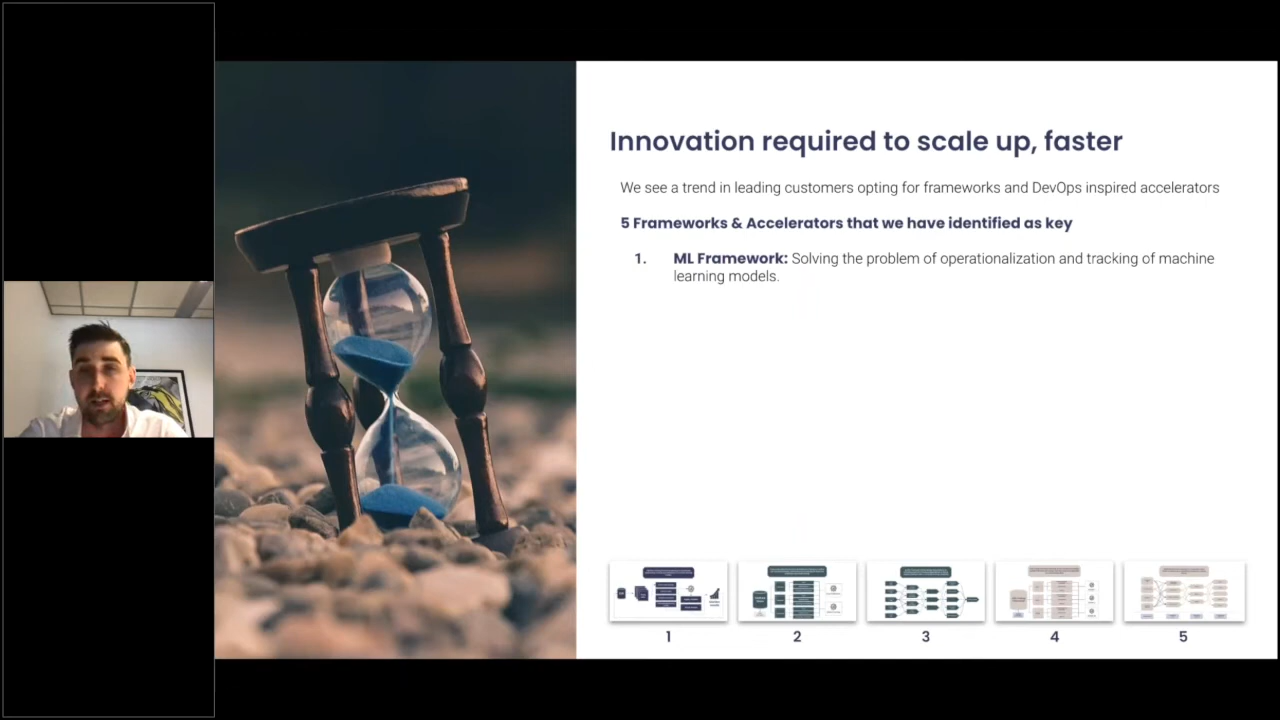 Innovation required to scale up, faster
We see a trend in leading customers opting for frameworks and DevOps inspired accelerators
5 Frameworks & Accelerators that we have identified as key
1. ML Framework: Solving the problem of operationalization and tracking of machine
learning models.
1 2 3 4 5